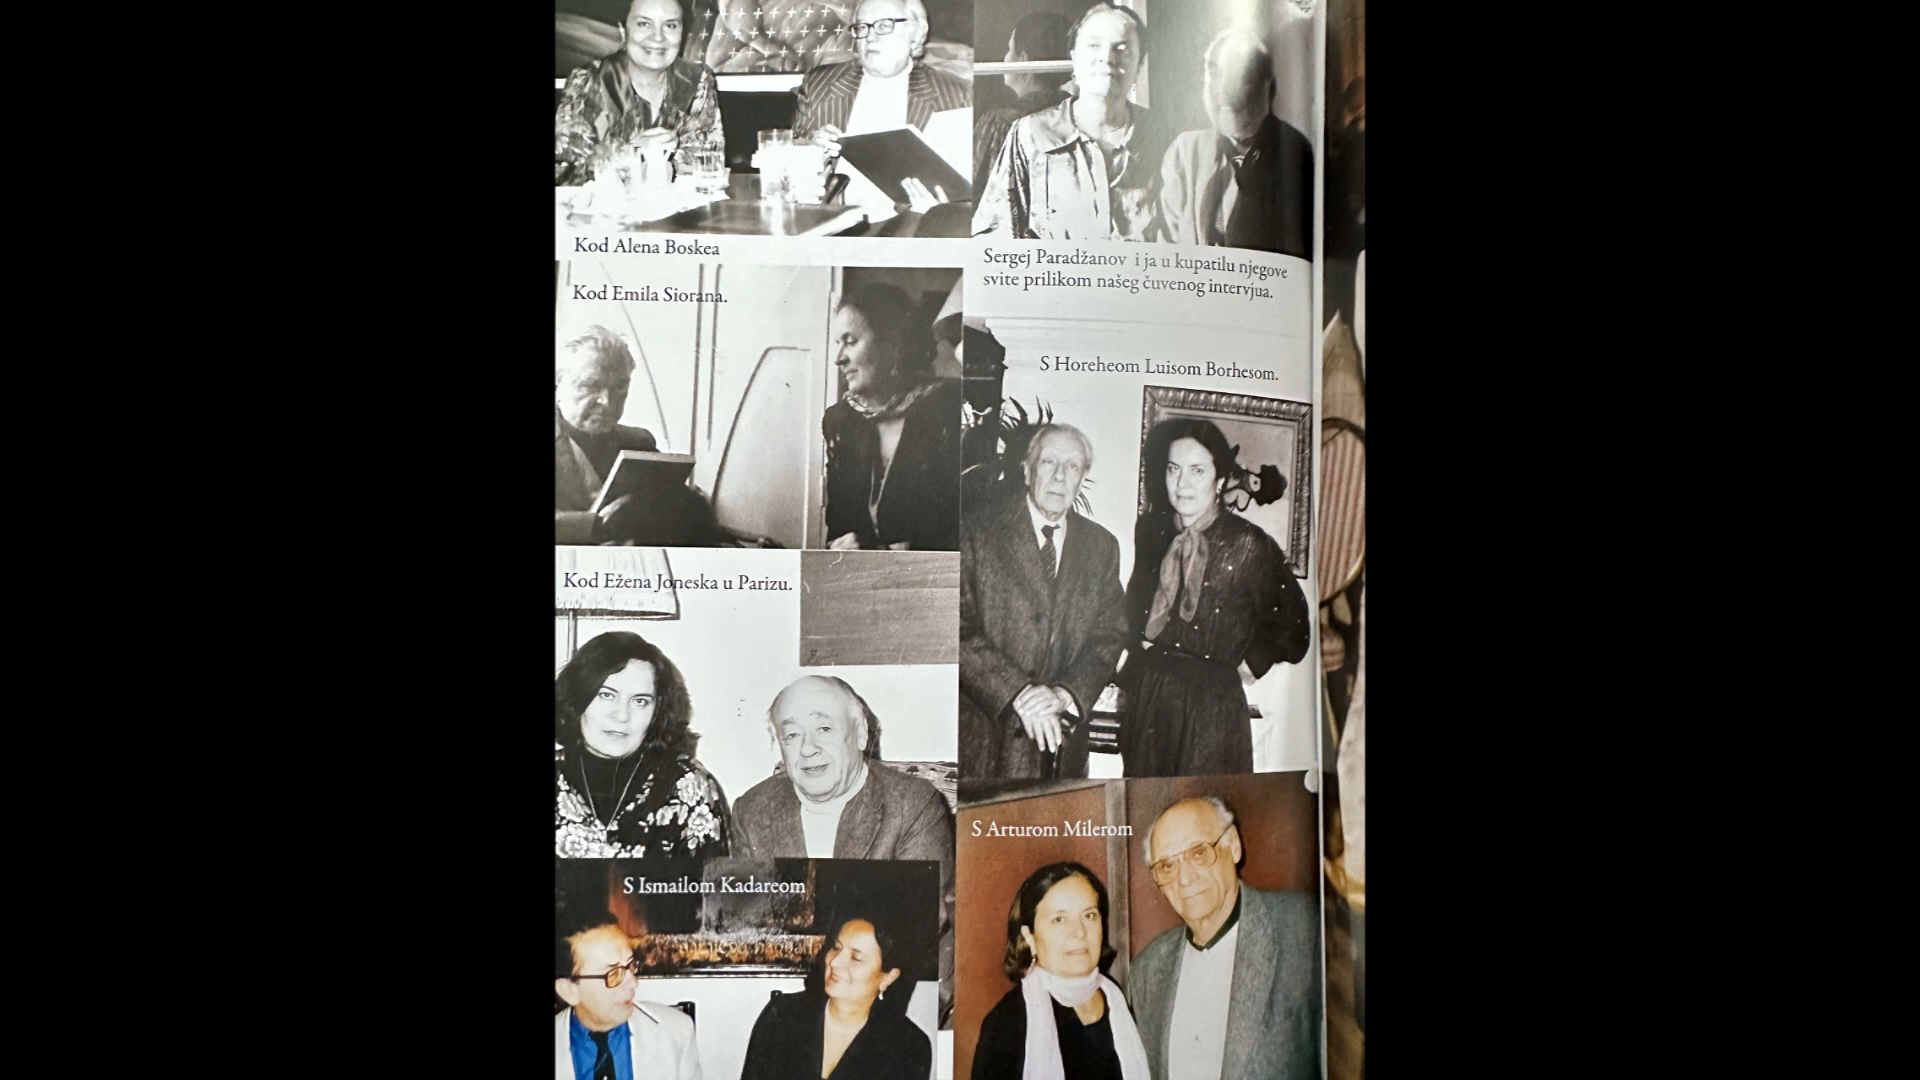 Kod Alena Boskea
Sergej Paradžanov i ja u kupatilu njegove
svite prilikom našeg čuvenog intervjua.
Kod Emila Siorana.
S Horheom Luisom Borhesom.
Kod Ežena Joneska u Parizu.
S Arturom Milerom
S Ismailom Kadareom